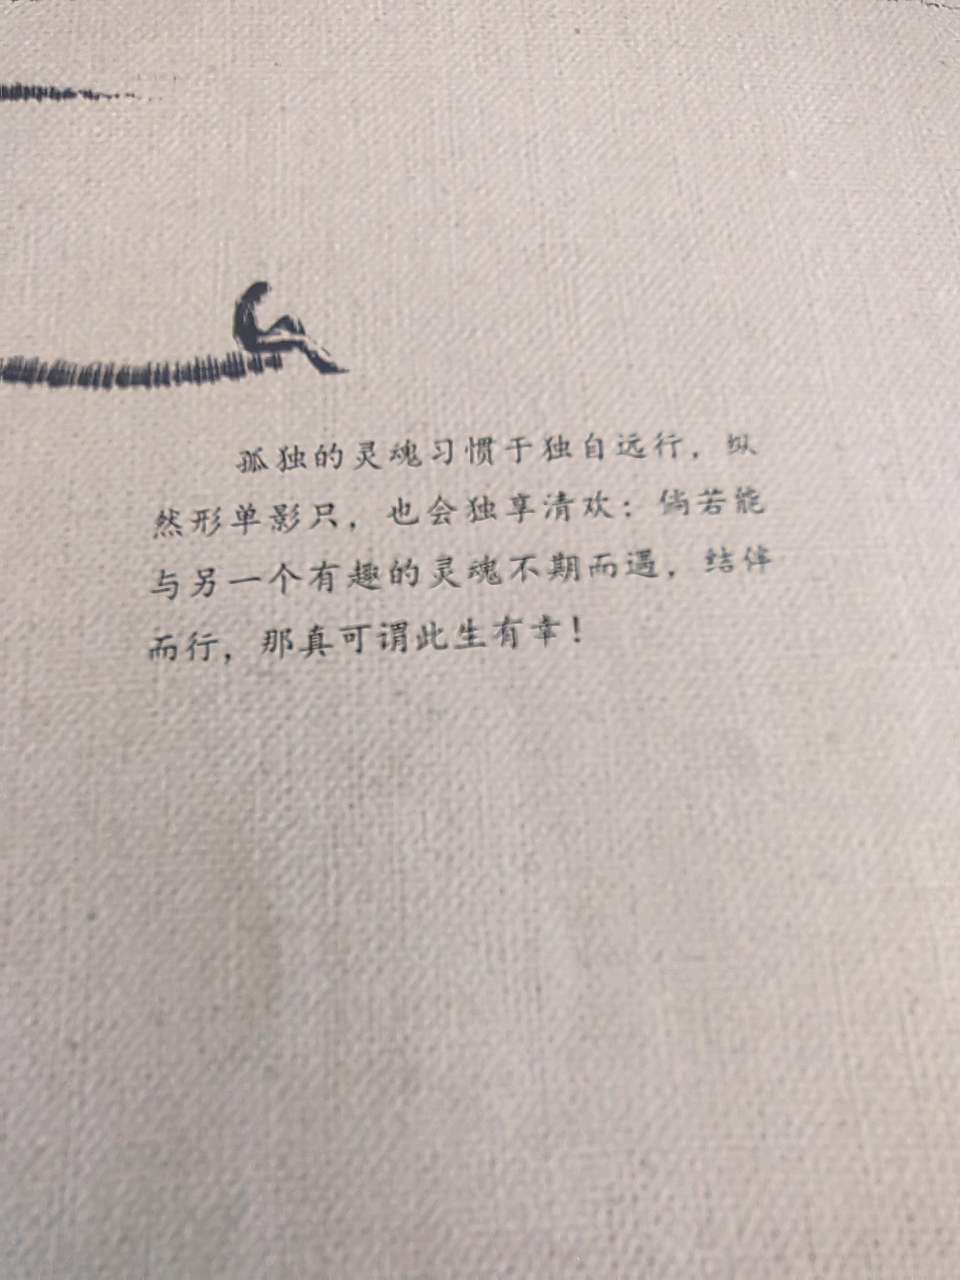 孤独的灵魂习惯于独自远行，纵
然形单影只，也会独享清欢；倘若能
与另一个有趣的灵魂不期而遇，结伴
而行，那真可谓此生有幸！